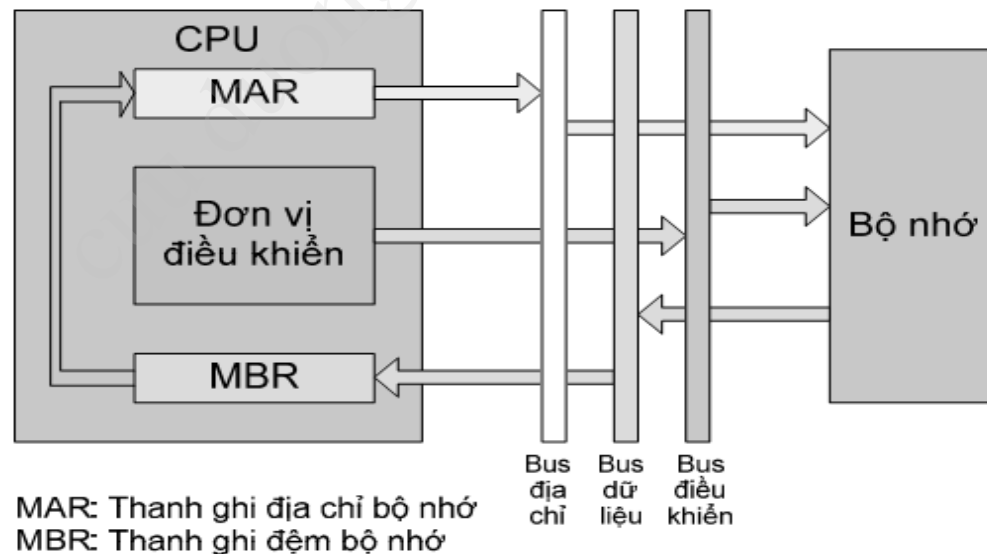 CPU
MAR
Đơn vị
điều khiển
MBR
Bộ nhớ
Bus
địa
chỉ
Bus
dữ
liệu
Bus
điều
khiển
MAR: Thanh ghi địa chỉ bộ nhớ
MBR: Thanh ghi đệm bộ nhớ